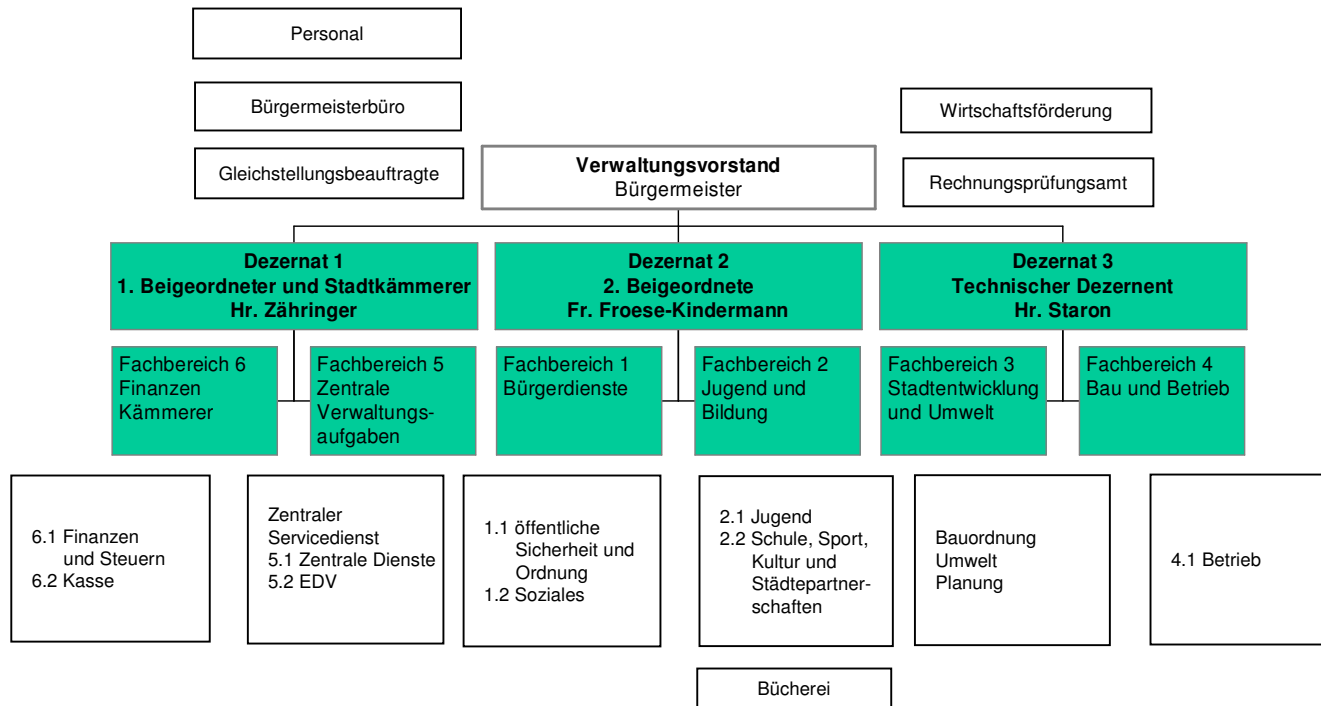 Personal
Bürgermeisterbüro
Gleichstellungsbeauftragte
Wirtschaftsförderung
Rechnungsprüfungsamt
Verwaltungsvorstand
Bürgermeister
Dezernat 1
1. Beigeordneter und Stadtkämmerer
Hr. Zähringer
Dezernat 2
2. Beigeordnete
Fr. Froese-Kindermann
Dezernat 3
Technischer Dezernent
Hr. Staron
Fachbereich 6
Finanzen
Kämmerer
Fachbereich 5
Zentrale
Verwaltungs-
aufgaben
Fachbereich 1
Bürgerdienste
Fachbereich 2
Jugend und
Bildung
Fachbereich 3
Stadtentwicklung
und Umwelt
Fachbereich 4
Bau und Betrieb
6.1 Finanzen
und Steuern
6.2 Kasse
Zentraler
Servicedienst
5.1 Zentrale Dienste
5.2 EDV
1.1 öffentliche
Sicherheit und
Ordnung
1.2 Soziales
2.1 Jugend
2.2 Schule, Sport,
Kultur und
Städtepartner-
schaften
Bauordnung
Umwelt
Planung
4.1 Betrieb
Bücherei